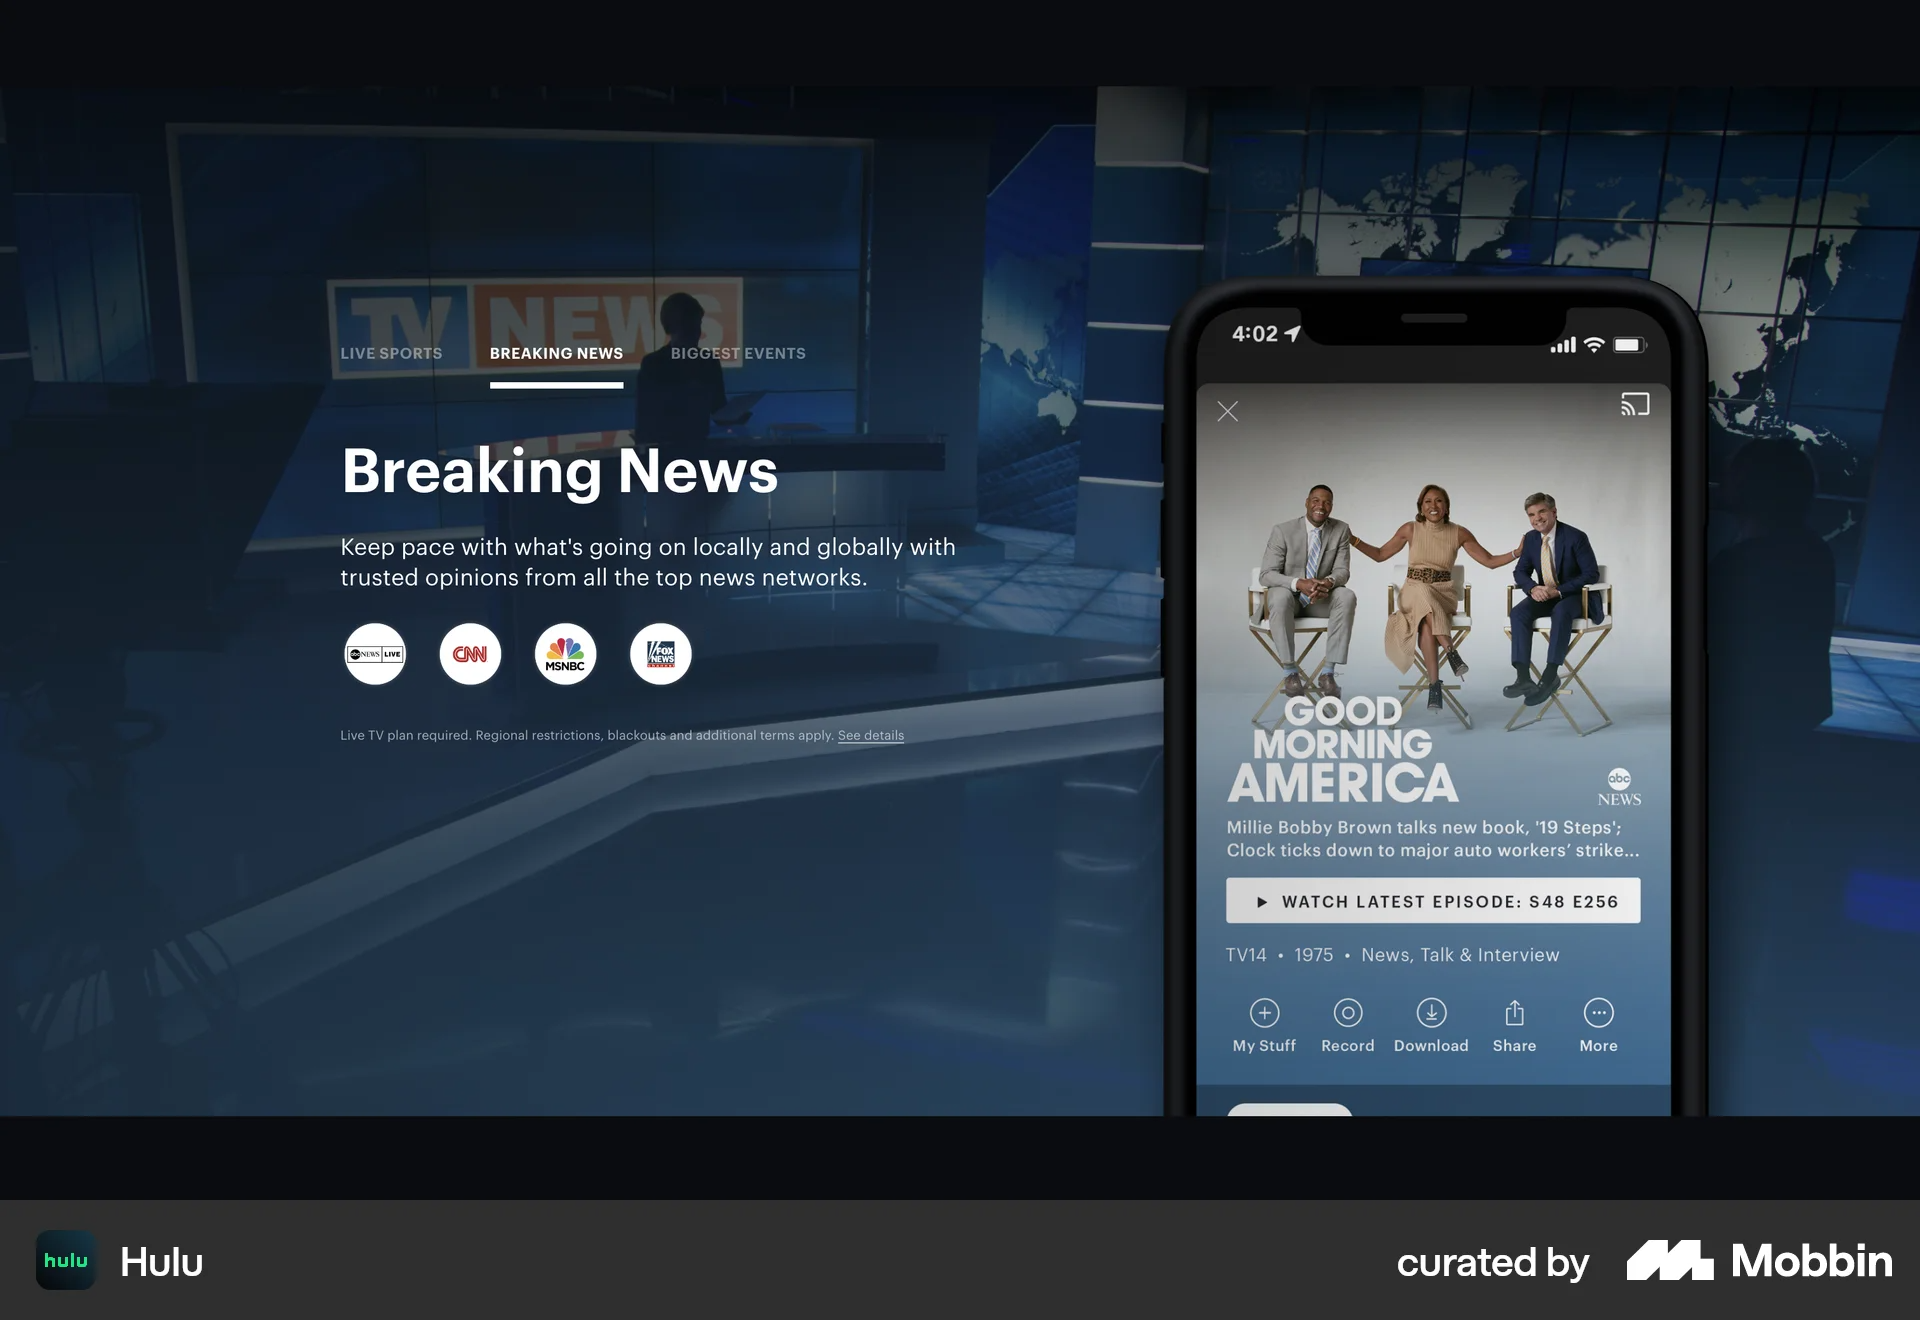 TV NEWS
LIVE SPORTS
BREAKING NEWS
BIGGEST EVENTS
Breaking News
Keep pace with what's going on locally and globally with
trusted opinions from all the top news networks.
abc NEWS LIVE
CNN
MSNBC
FOX NEWS channel
Live TV plan required. Regional restrictions, blackouts and additional terms apply. See details
4:02
GOOD
MORNING
AMERICA
abc
NEWS
Millie Bobby Brown talks new book, '19 Steps';
Clock ticks down to major auto workers’ strike...
WATCH LATEST EPISODE: S48 E256
TV14 • 1975 • News, Talk & Interview
My Stuff
Record
Download
Share
More
hulu
Hulu
curated by
Mobbin